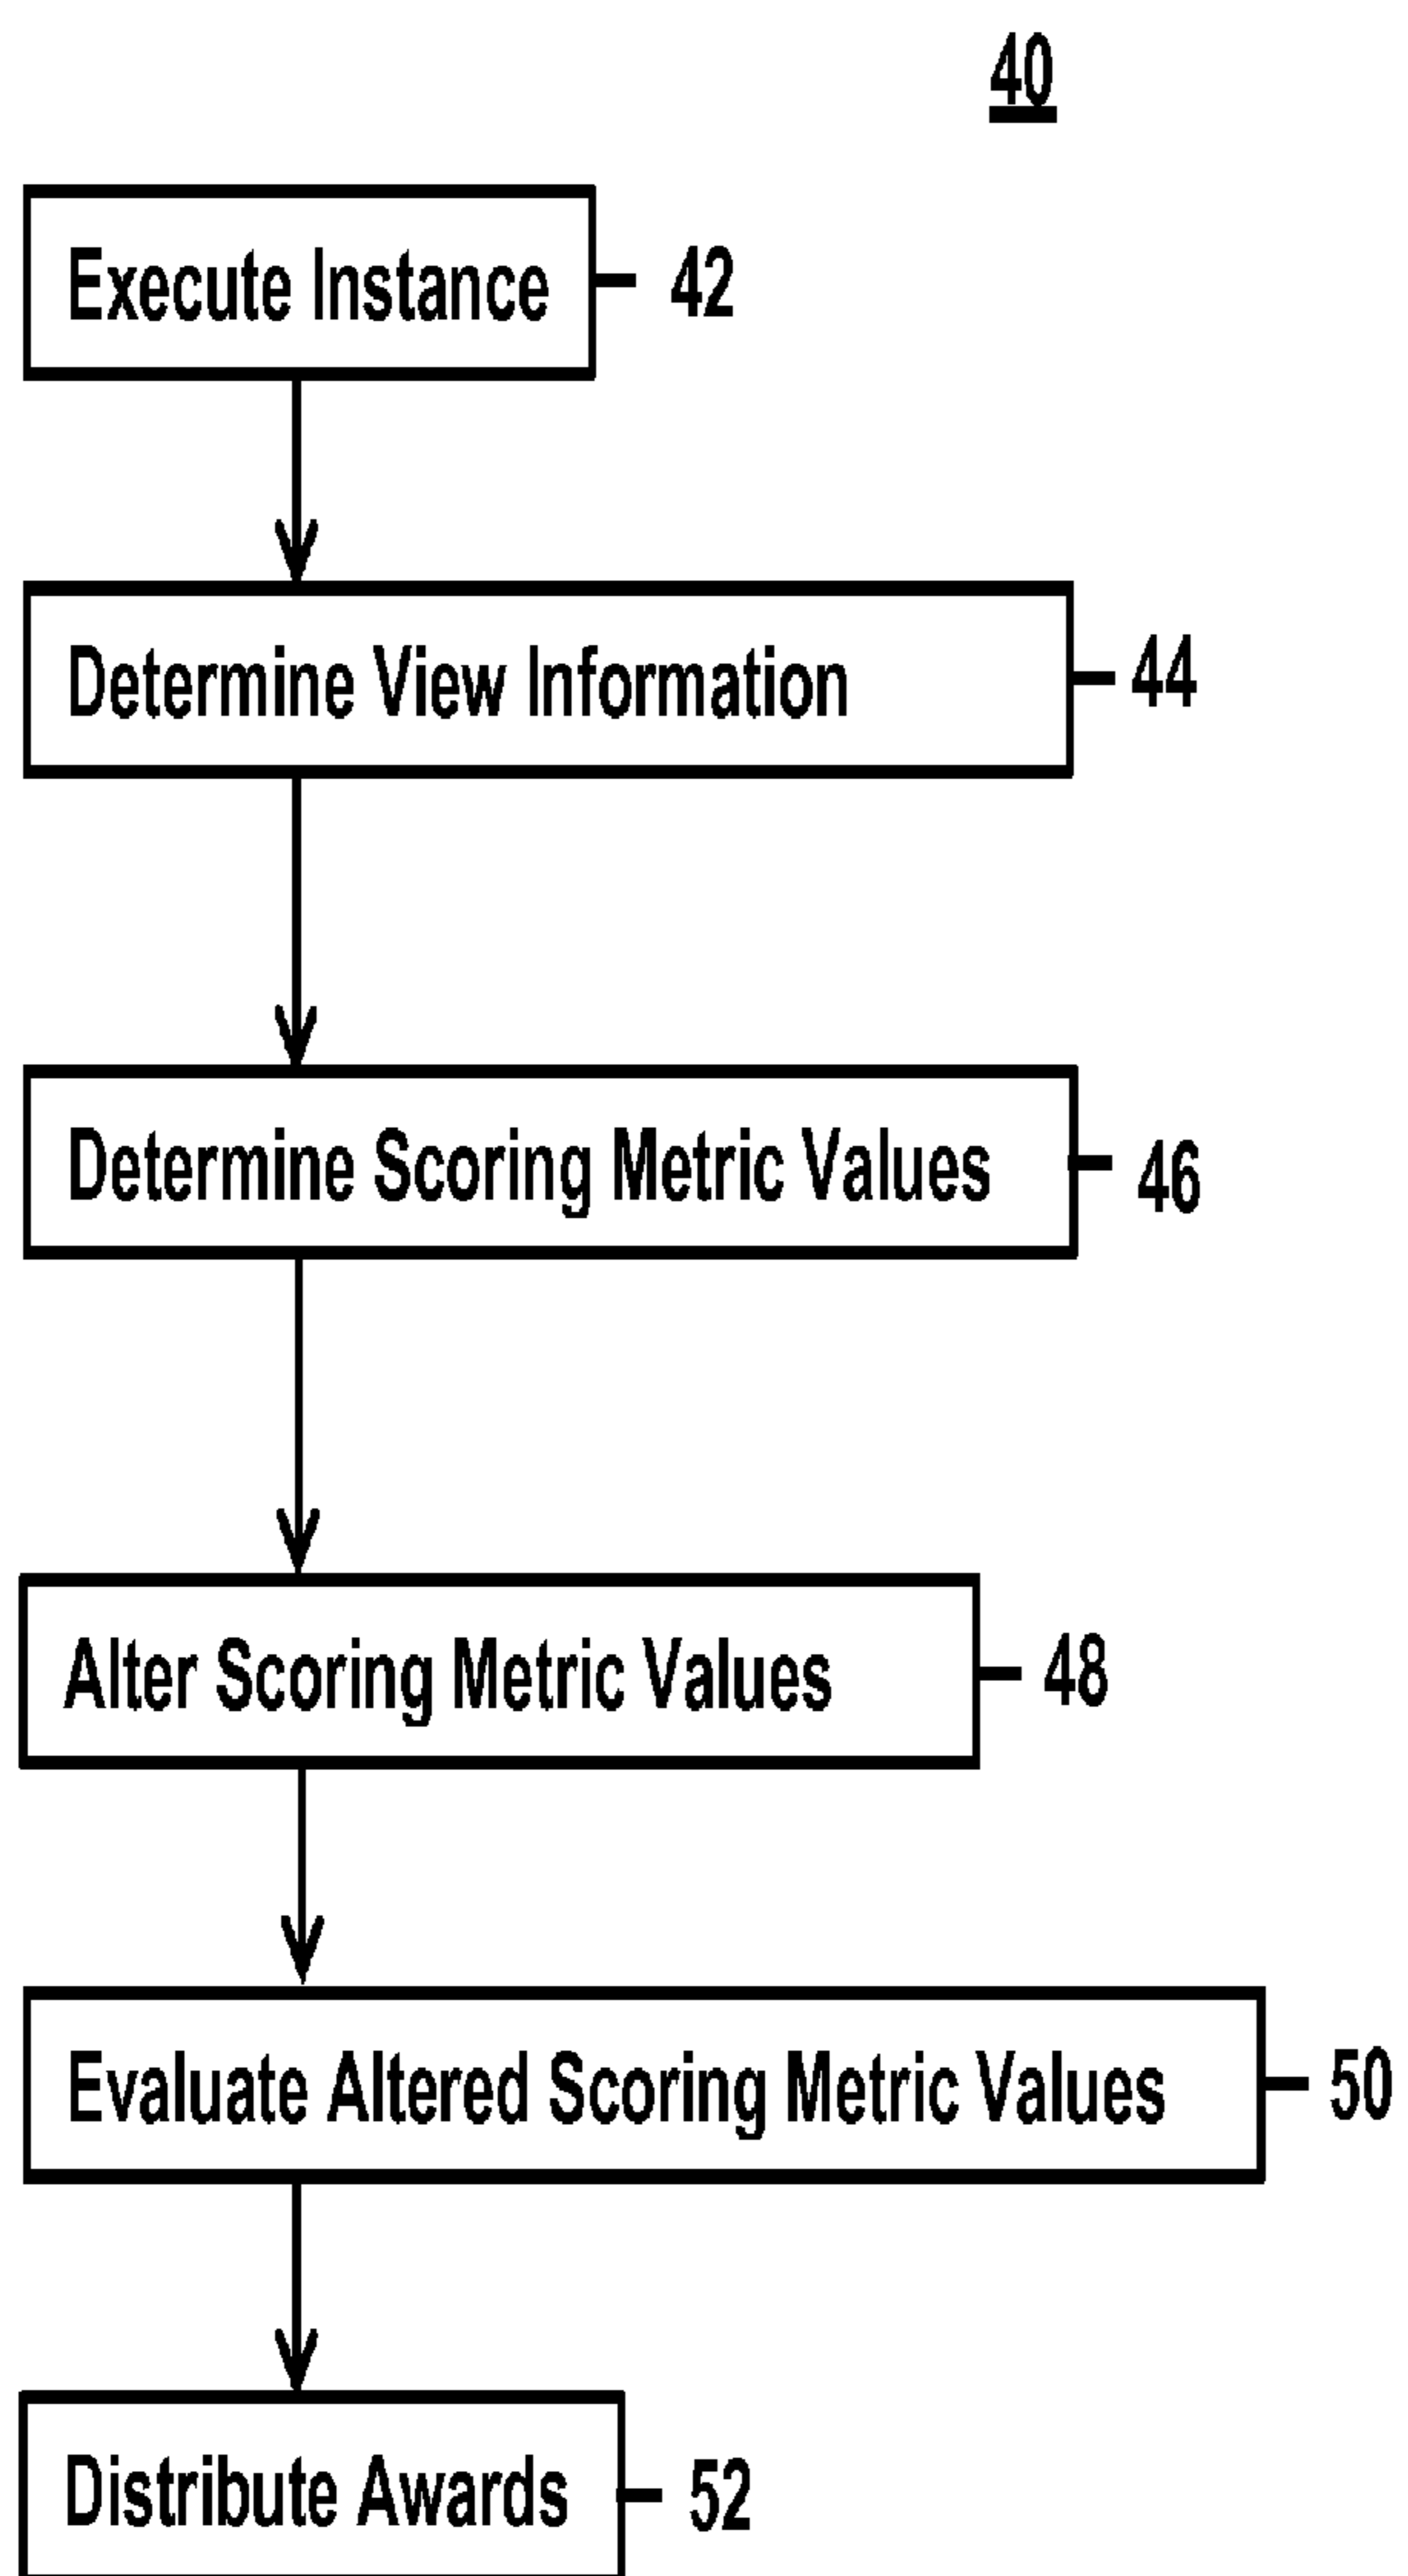 40
Execute Instance 42
Determine View Information 44
Determine Scoring Metric Values 46
Alter Scoring Metric Values 48
Evaluate Altered Scoring Metric Values 50
Distribute Awards 52